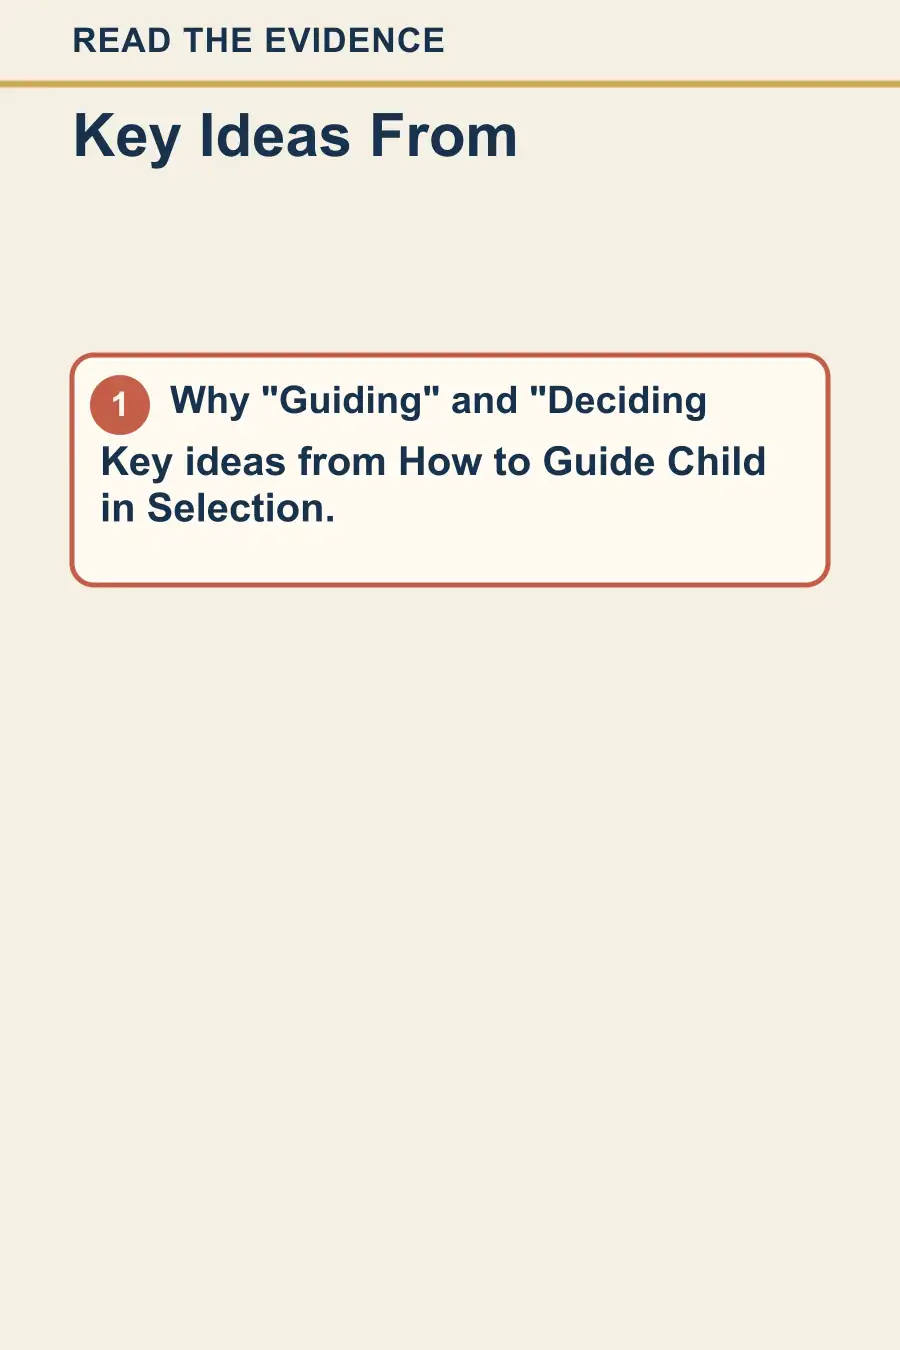 READ THE EVIDENCE
Key Ideas From
1 Why "Guiding" and "Deciding
Key ideas from How to Guide Child
in Selection.